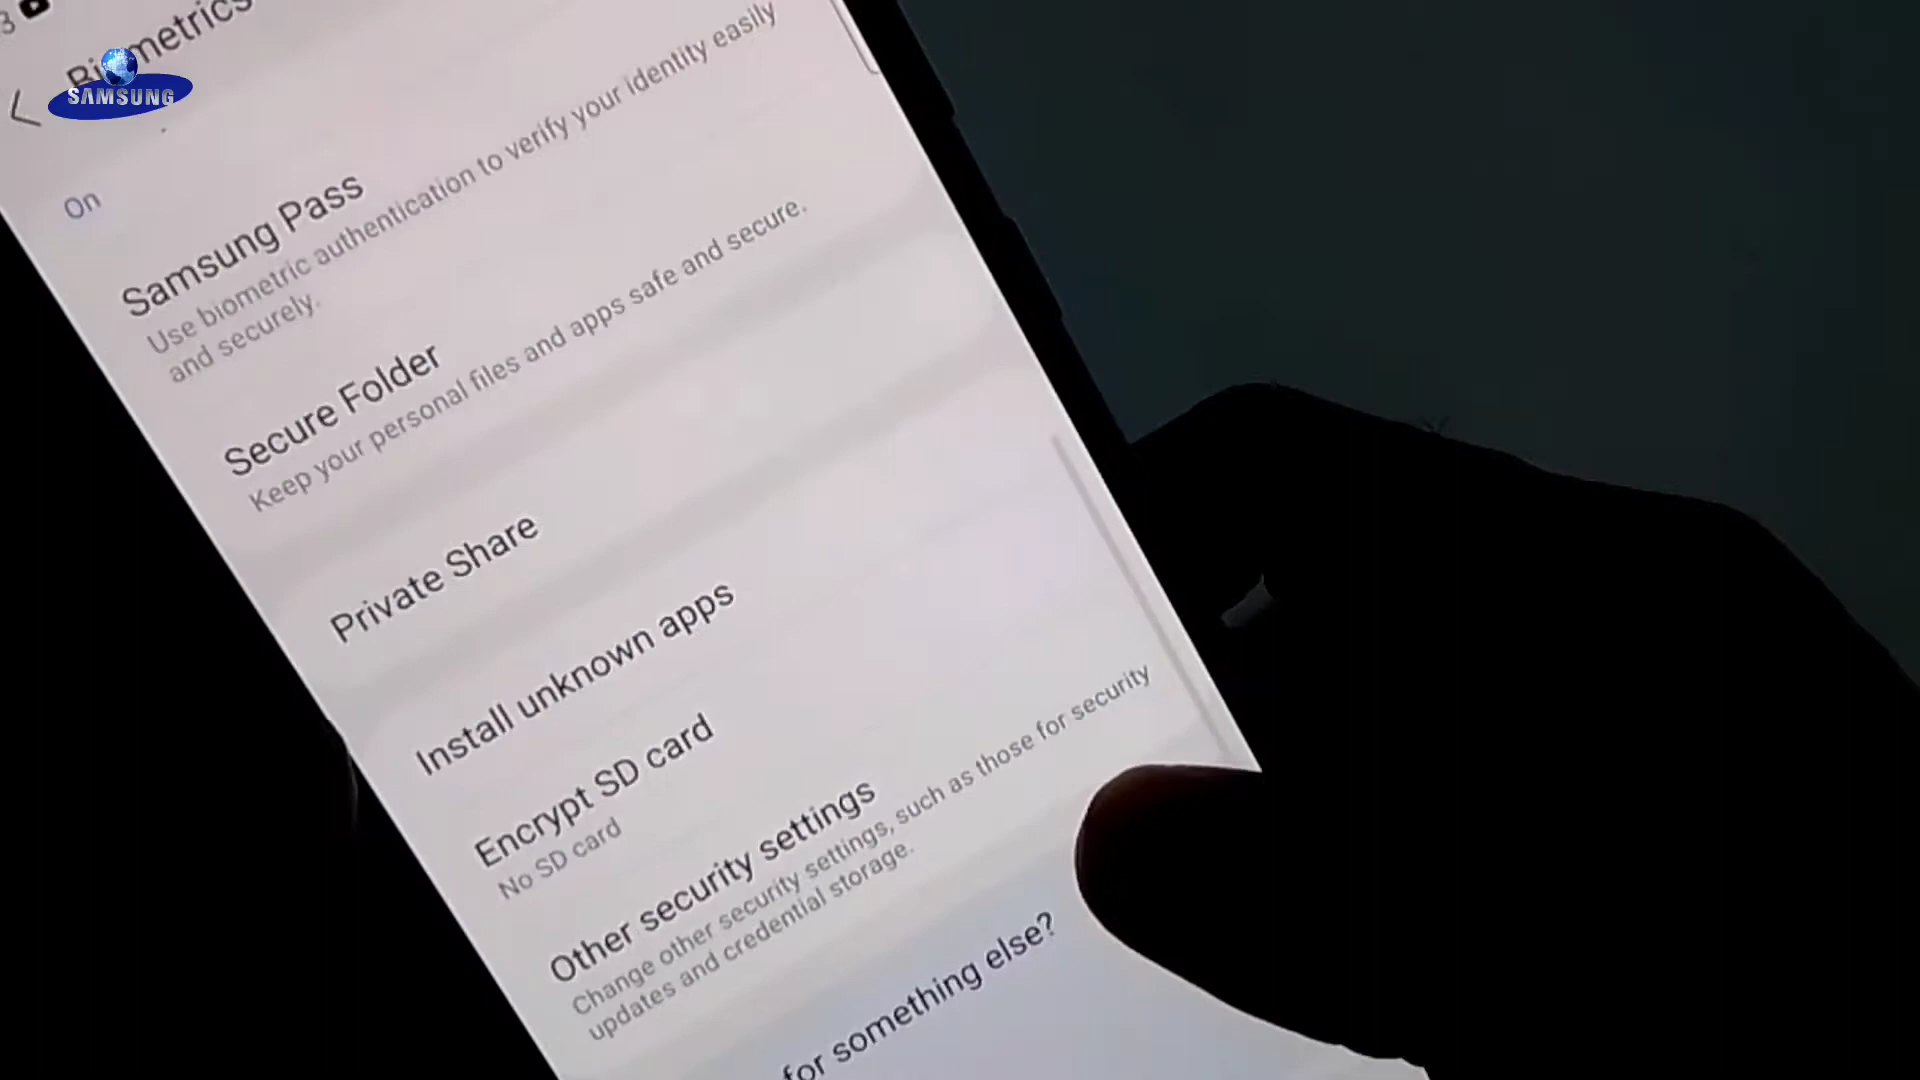 3
Biometrics
SAMSUNG
On
Samsung Pass
Use biometric authentication to verify your identity easily
and securely.
Secure Folder
Keep your personal files and apps safe and secure.
Private Share
Install unknown apps
Encrypt SD card
No SD card
Other security settings
Change other security settings, such as those for security
updates and credential storage.
for something else?